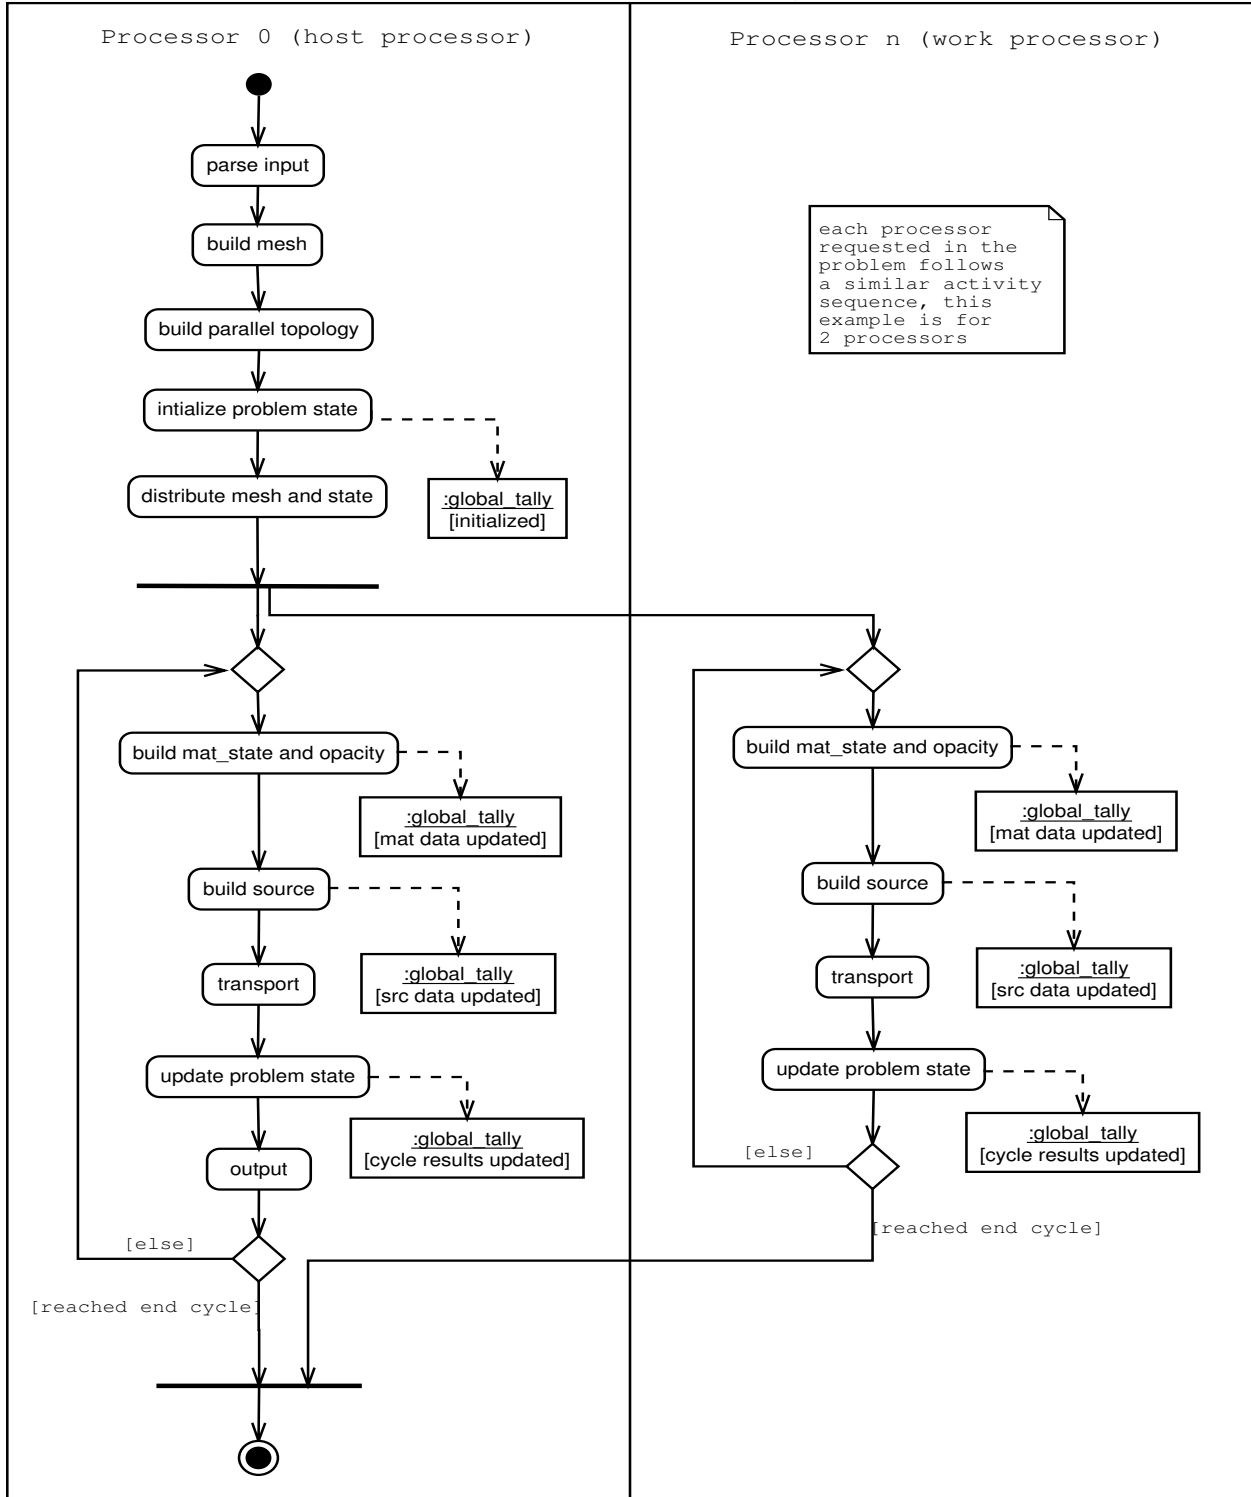 Processor 0 (host processor)
parse input
build mesh
build parallel topology
intialize problem state
:global_tally
[initialized]
distribute mesh and state
build mat_state and opacity
:global_tally
[mat data updated]
build source
:global_tally
[src data updated]
transport
update problem state
:global_tally
[cycle results updated]
output
[else]
[reached end cycle]
Processor n (work processor)
each processor
requested in the
problem follows
a similar activity
sequence, this
example is for
2 processors
build mat_state and opacity
:global_tally
[mat data updated]
build source
:global_tally
[src data updated]
transport
update problem state
:global_tally
[cycle results updated]
[else]
[reached end cycle]